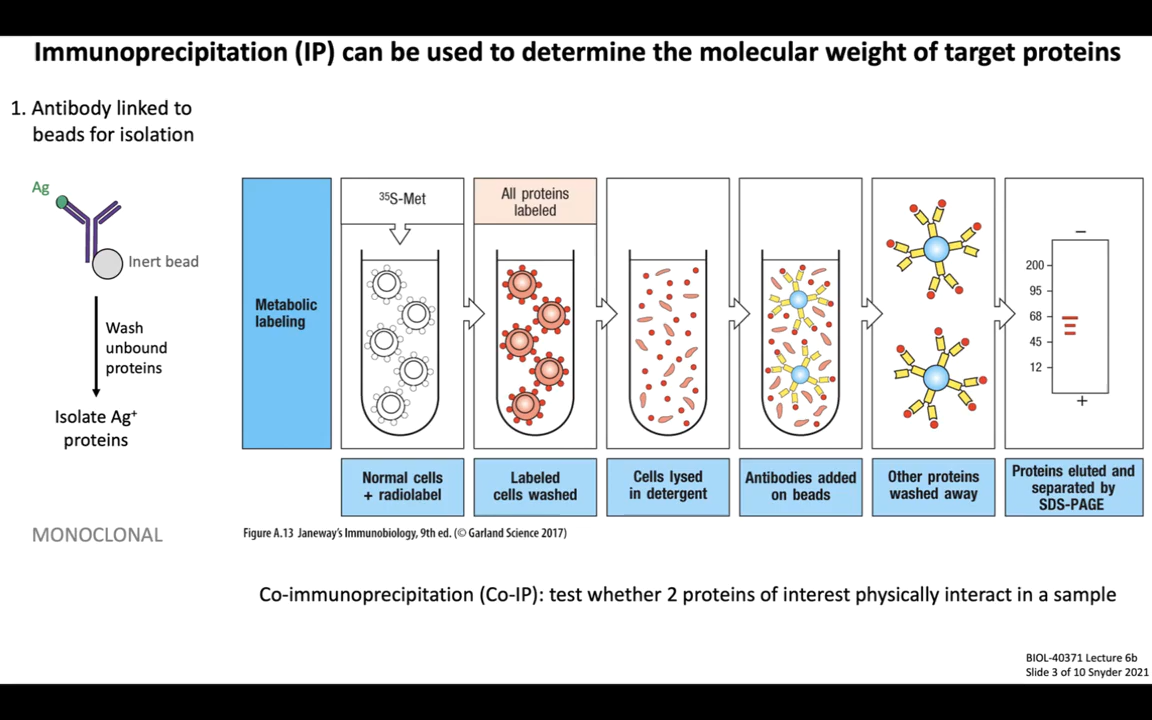 Immunoprecipitation (IP) can be used to determine the molecular weight of target proteins
1. Antibody linked to
beads for isolation
Ag
Inert bead
Wash
unbound
proteins
Isolate Ag⁺
proteins
MONOCLONAL
Metabolic
labeling
³⁵S-Met
All proteins
labeled
−
200
95
68
45
12
+
Normal cells
+ radiolabel
Labeled
cells washed
Cells lysed
in detergent
Antibodies added
on beads
Other proteins
washed away
Proteins eluted and
separated by
SDS-PAGE
Figure A.13 Janeway's Immunobiology, 9th ed. (© Garland Science 2017)
Co-immunoprecipitation (Co-IP): test whether 2 proteins of interest physically interact in a sample
BIOL-40371 Lecture 6b
Slide 3 of 10 Snyder 2021